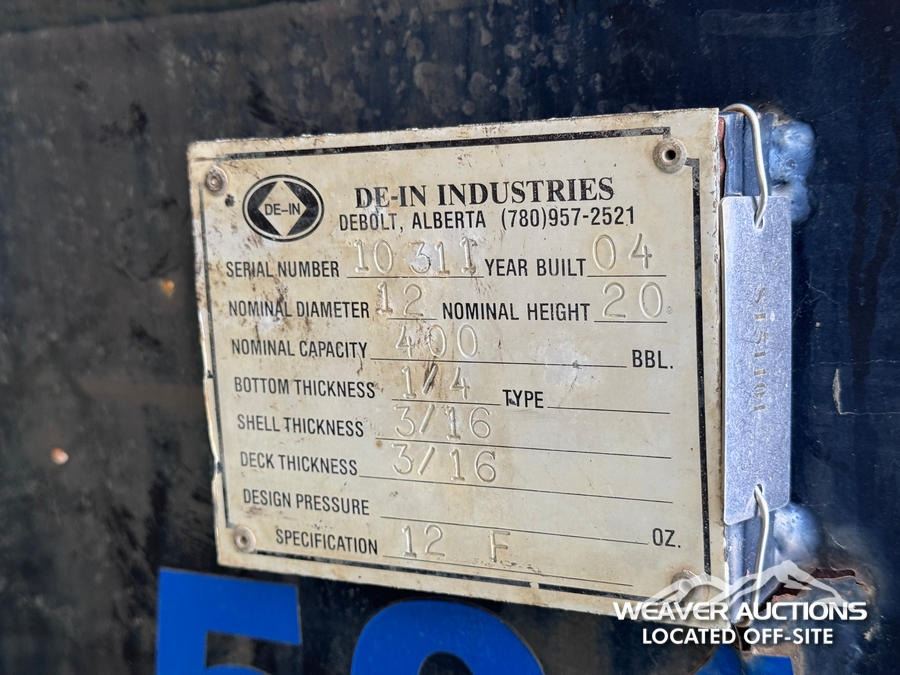 DE-IN
DE-IN INDUSTRIES
DEBOLT, ALBERTA (780)957-2521
SERIAL NUMBER 10 311 YEAR BUILT 04
NOMINAL DIAMETER 12 NOMINAL HEIGHT 20
NOMINAL CAPACITY 400 BBL.
BOTTOM THICKNESS 1/4 TYPE
SHELL THICKNESS 3/16
DECK THICKNESS 3/16
DESIGN PRESSURE OZ.
SPECIFICATION 12 F
WEAVER AUCTIONS
LOCATED OFF-SITE